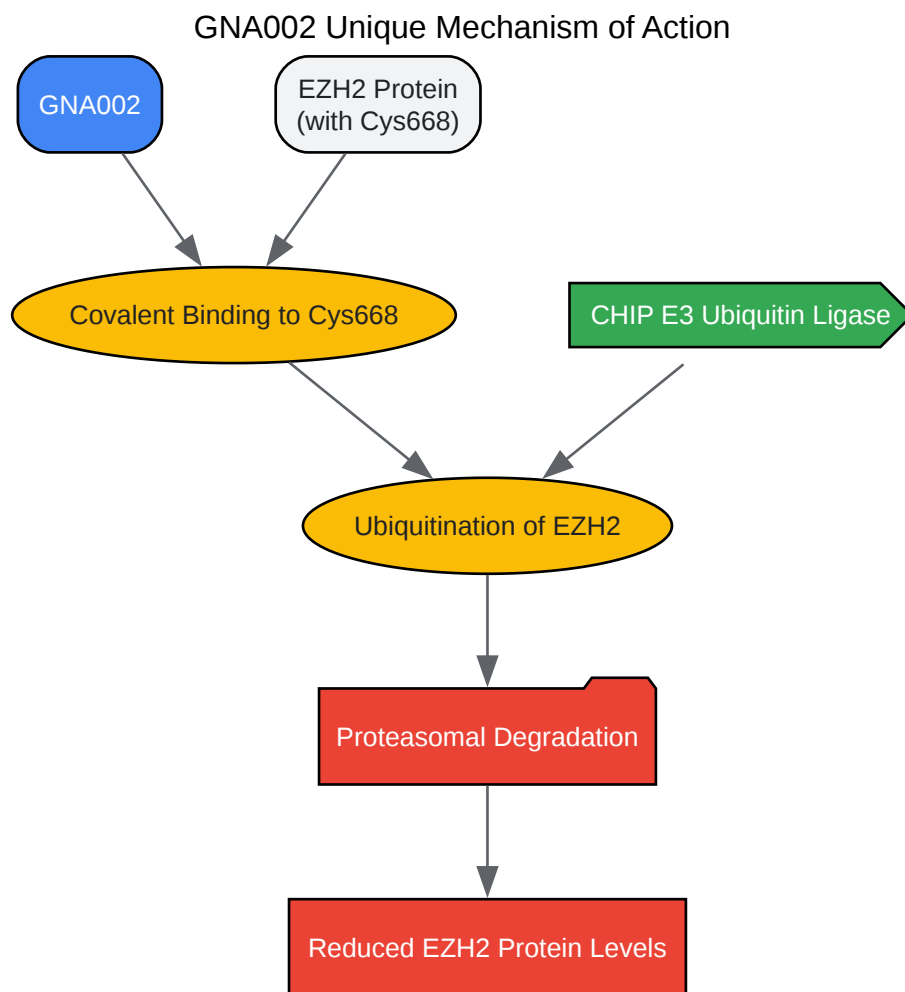 GNA002 Unique Mechanism of Action
GNA002
EZH2 Protein
(with Cys668)
Covalent Binding to Cys668
CHIP E3 Ubiquitin Ligase
Ubiquitination of EZH2
Proteasomal Degradation
Reduced EZH2 Protein Levels